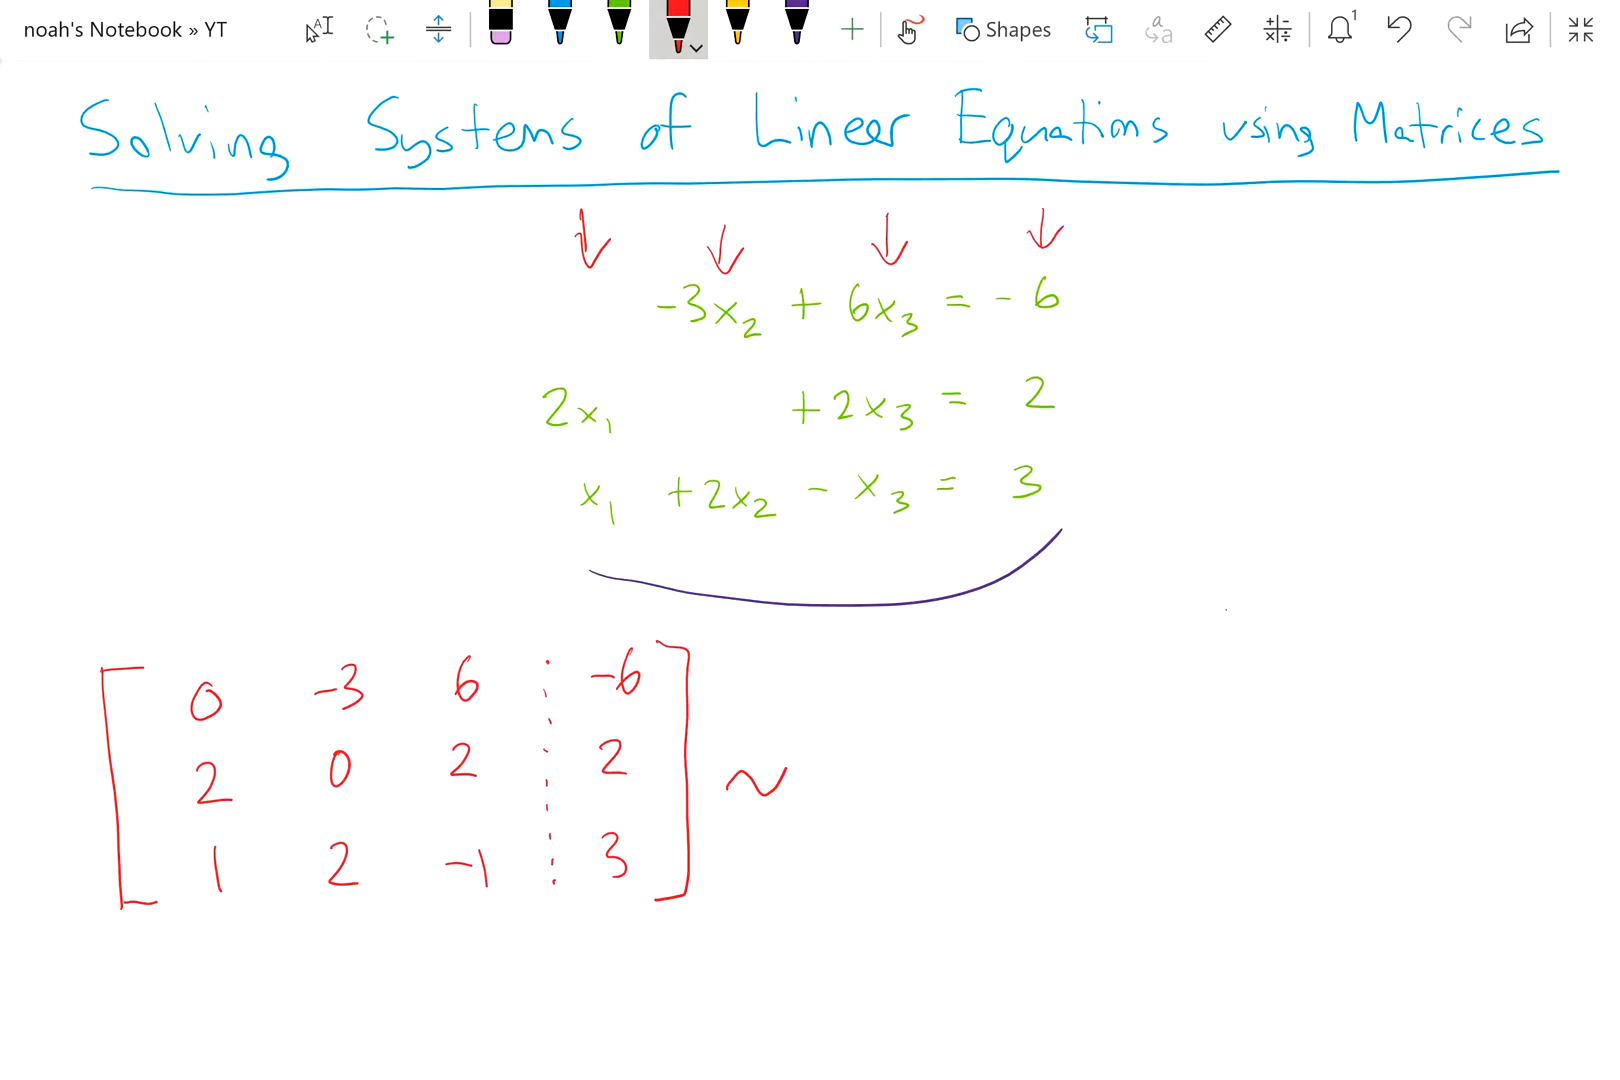 noah's Notebook » YT Shapes 1
Solving Systems of Linear Equations using Matrices
-3x₂ + 6x₃ = -6
2x₁ +2x₃ = 2
x₁ +2x₂ - x₃ = 3
0 -3 6 -6
2 0 2 2 ~
1 2 -1 3